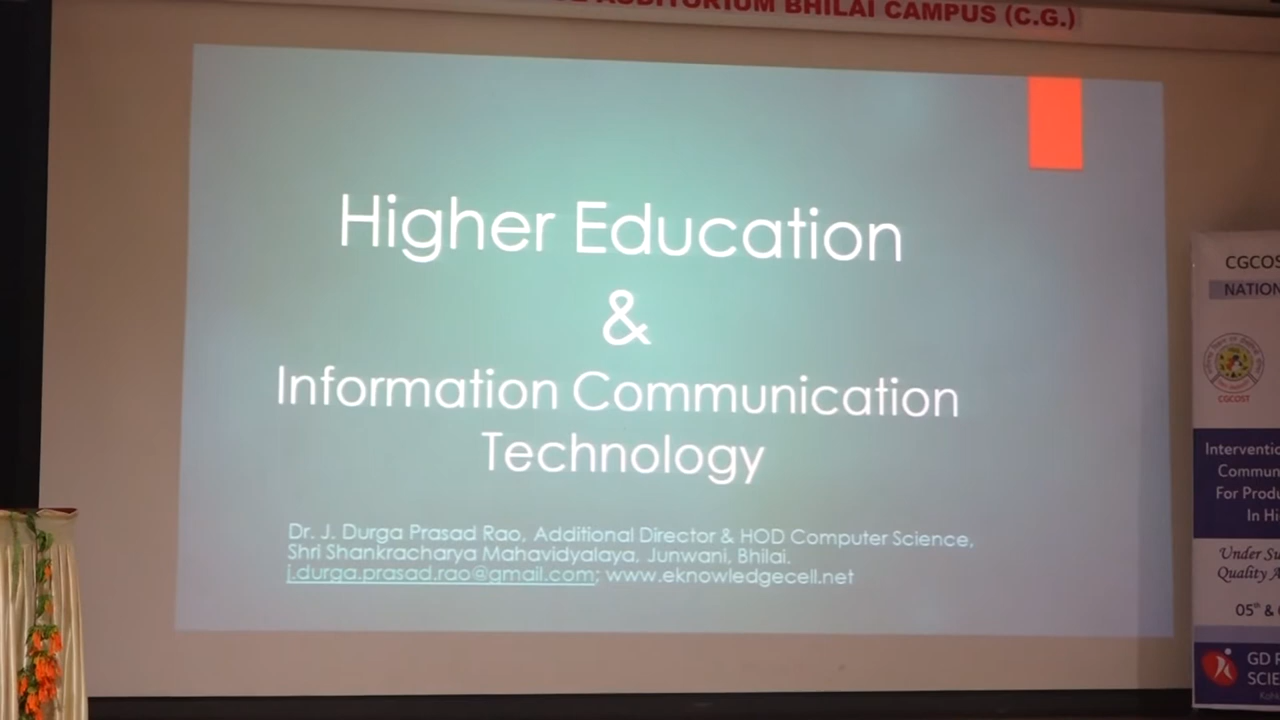 AUDITORIUM BHILAI CAMPUS (C.G.)
Higher Education
&
Information Communication
Technology
Dr. J. Durga Prasad Rao, Additional Director & HOD Computer Science,
Shri Shankracharya Mahavidyalaya, Junwani, Bhilai.
j.durga.prasad.rao@gmail.com; www.eknowledgecell.net
CGCOS
NATION
CGCOST
Interventio
Commun
For Produ
In Hi
Under Su
Quality A
05th &
GD
SCIE